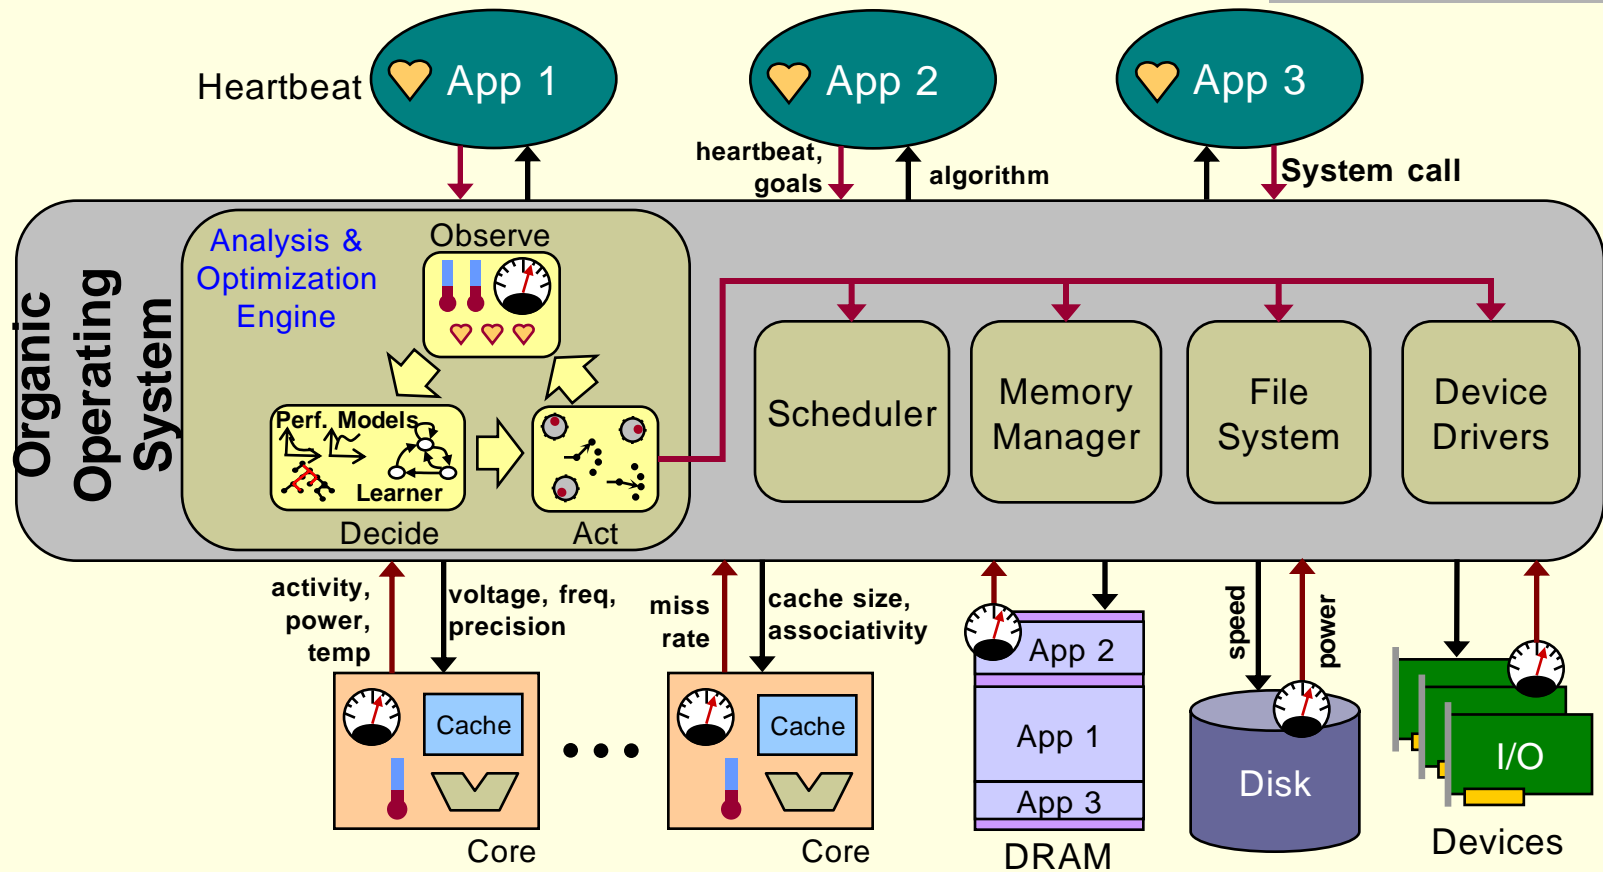 Heartbeat
App 1
App 2
App 3
heartbeat,
goals
algorithm
System call
Organic
Operating
System
Analysis &
Optimization
Engine
Observe
Perf. Models
Learner
Decide
Act
Scheduler
Memory
Manager
File
System
Device
Drivers
activity,
power,
temp
voltage, freq,
precision
miss
rate
cache size,
associativity
speed
power
Cache
Core
Cache
Core
App 2
App 1
App 3
DRAM
Disk
I/O
Devices